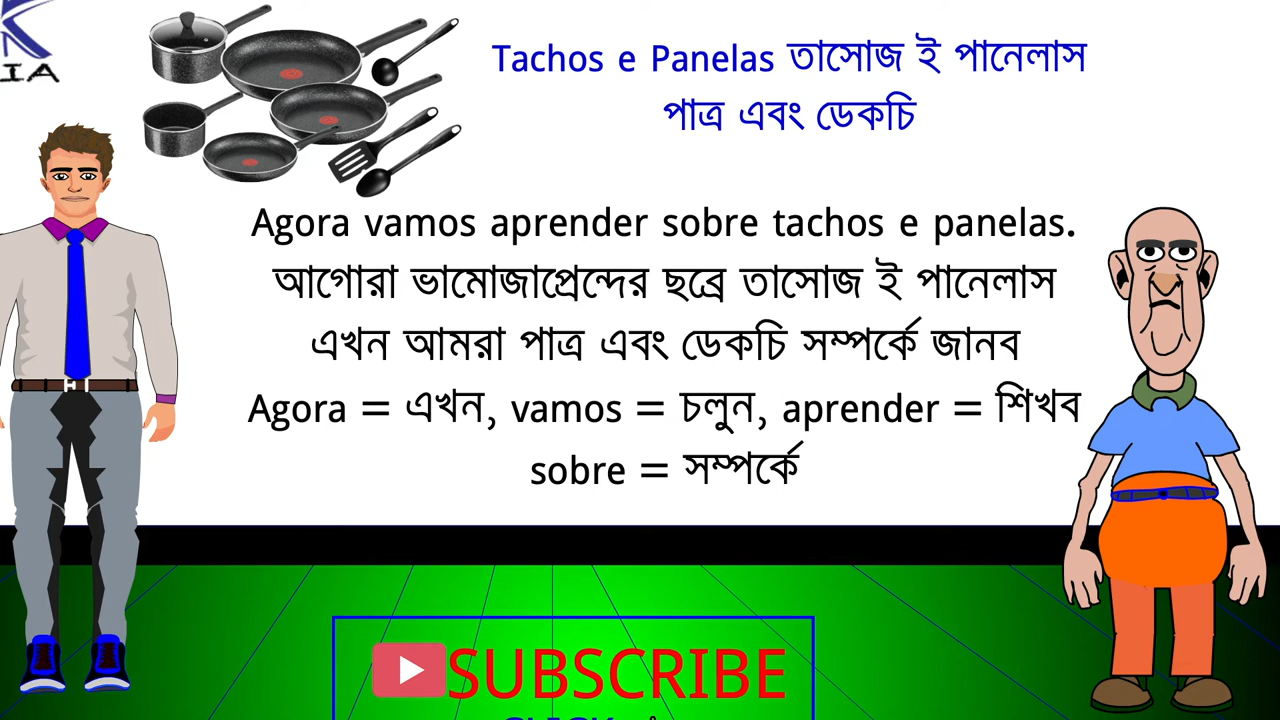 IA
Tachos e Panelas তাসোজ ই পানেলাস
পাত্র এবং ডেকচি
Agora vamos aprender sobre tachos e panelas.
আগোরা ভামোজাপ্রেন্দের ছব্রে তাসোজ ই পানেলাস
এখন আমরা পাত্র এবং ডেকচি সম্পর্কে জানব
Agora = এখন, vamos = চলুন, aprender = শিখব
sobre = সম্পর্কে
SUBSCRIBE